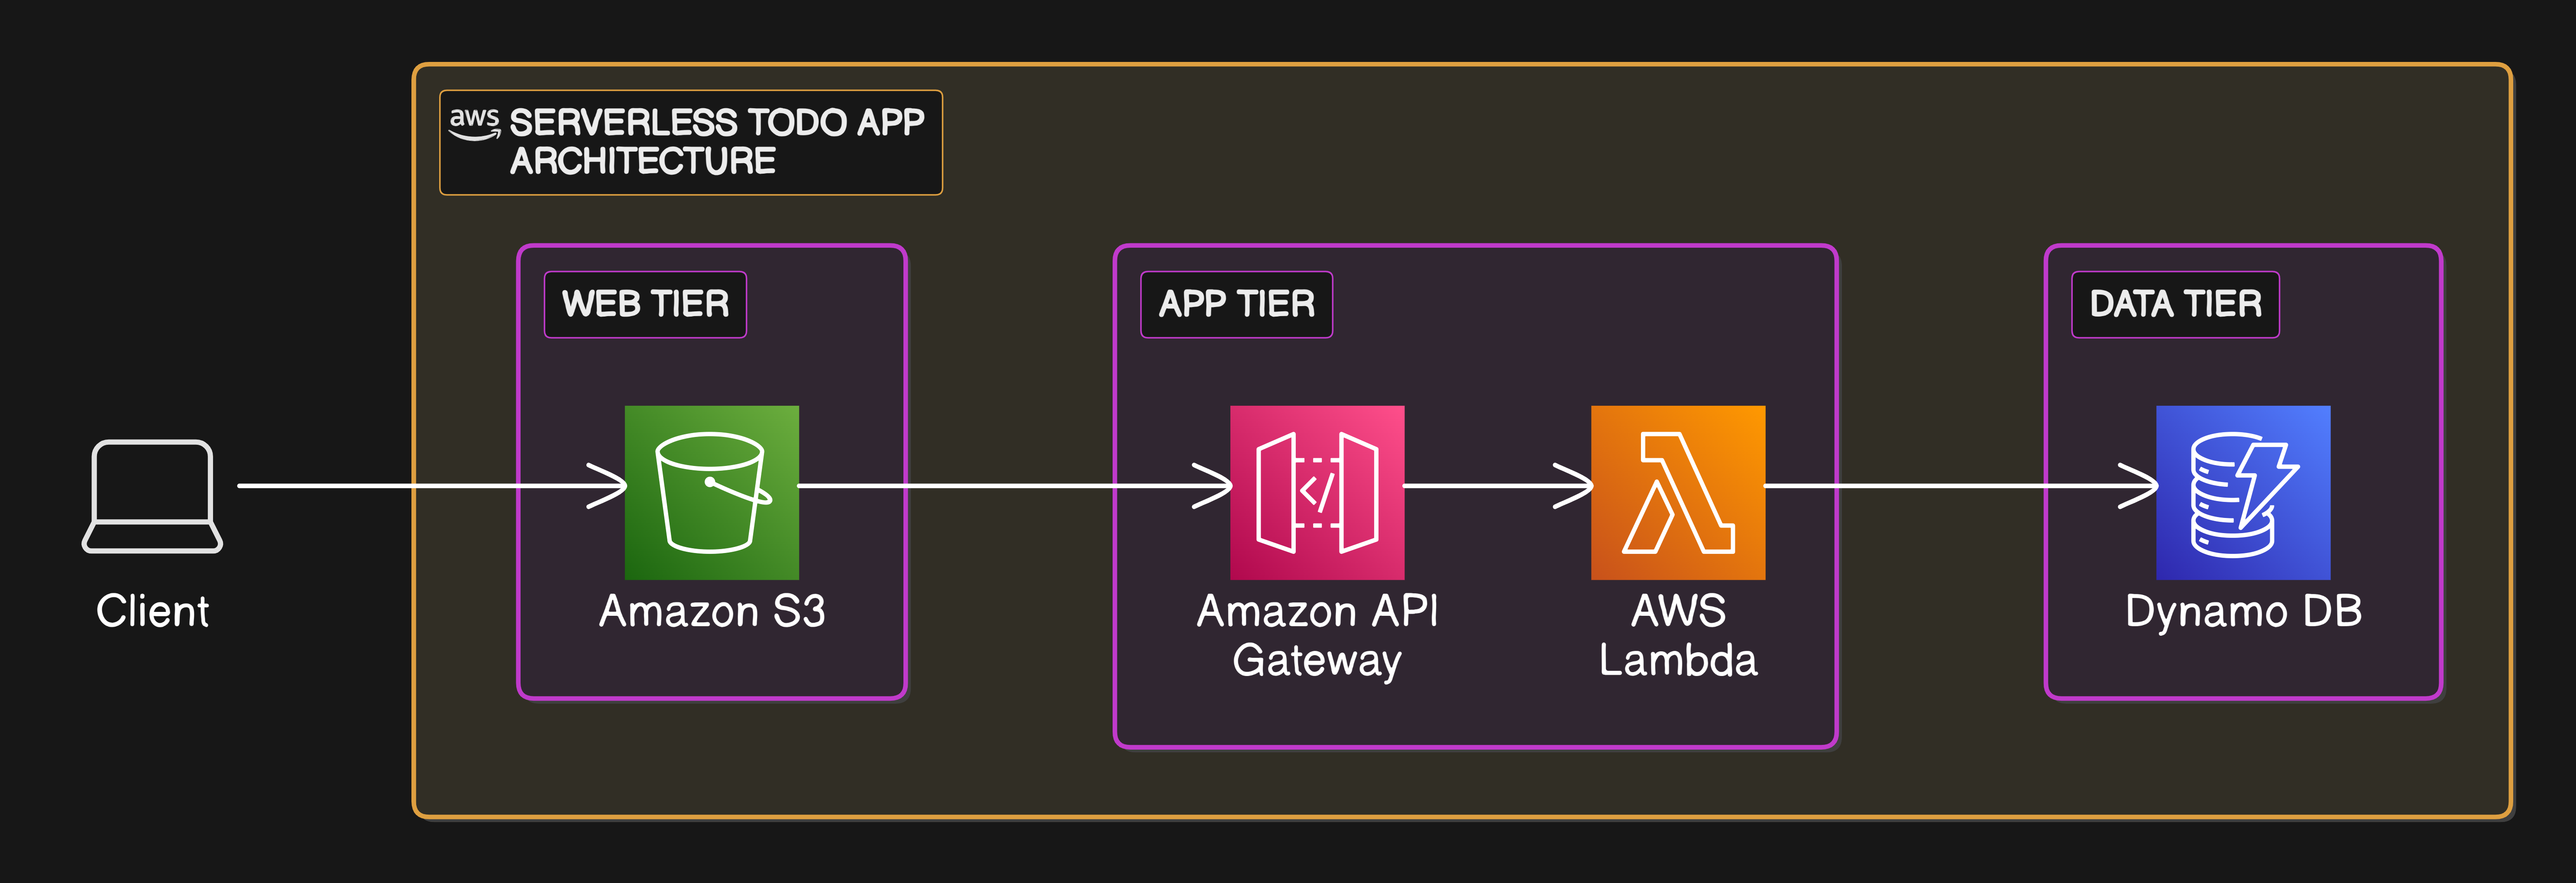 aws SERVERLESS TODO APP
ARCHITECTURE
WEB TIER
APP TIER
DATA TIER
Client
Amazon S3
Amazon API
Gateway
AWS
Lambda
Dynamo DB